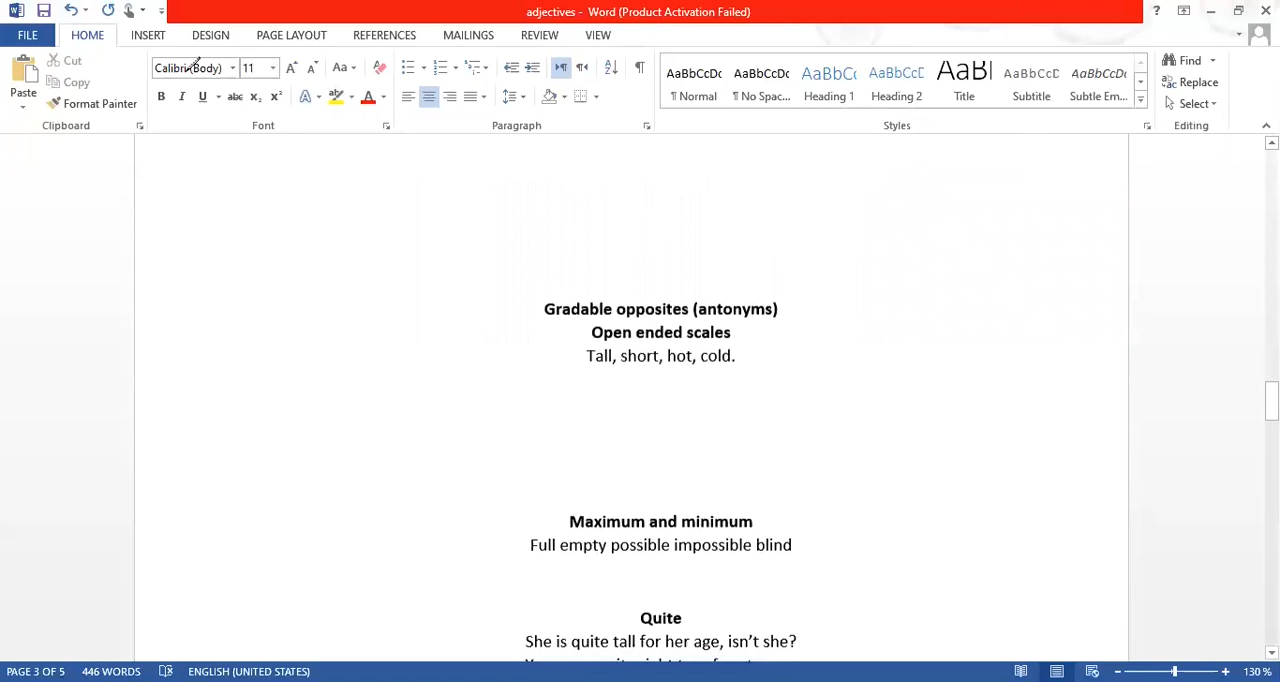 adjectives - Word (Product Activation Failed)
FILE HOME INSERT DESIGN PAGE LAYOUT REFERENCES MAILINGS REVIEW VIEW
Paste
Cut
Copy
Format Painter
Clipboard
Calibri (Body) 11
Font
Paragraph
AaBbCcDc AaBbCcDc AaBbCc AaBbCcD AaBl AaBbCcD AaBbCcDc
¶ Normal ¶ No Spac... Heading 1 Heading 2 Title Subtitle Subtle Em...
Styles
Find
Replace
Select
Editing
Gradable opposites (antonyms)
Open ended scales
Tall, short, hot, cold.
Maximum and minimum
Full empty possible impossible blind
Quite
She is quite tall for her age, isn’t she?
PAGE 3 OF 5 446 WORDS ENGLISH (UNITED STATES) 130 %